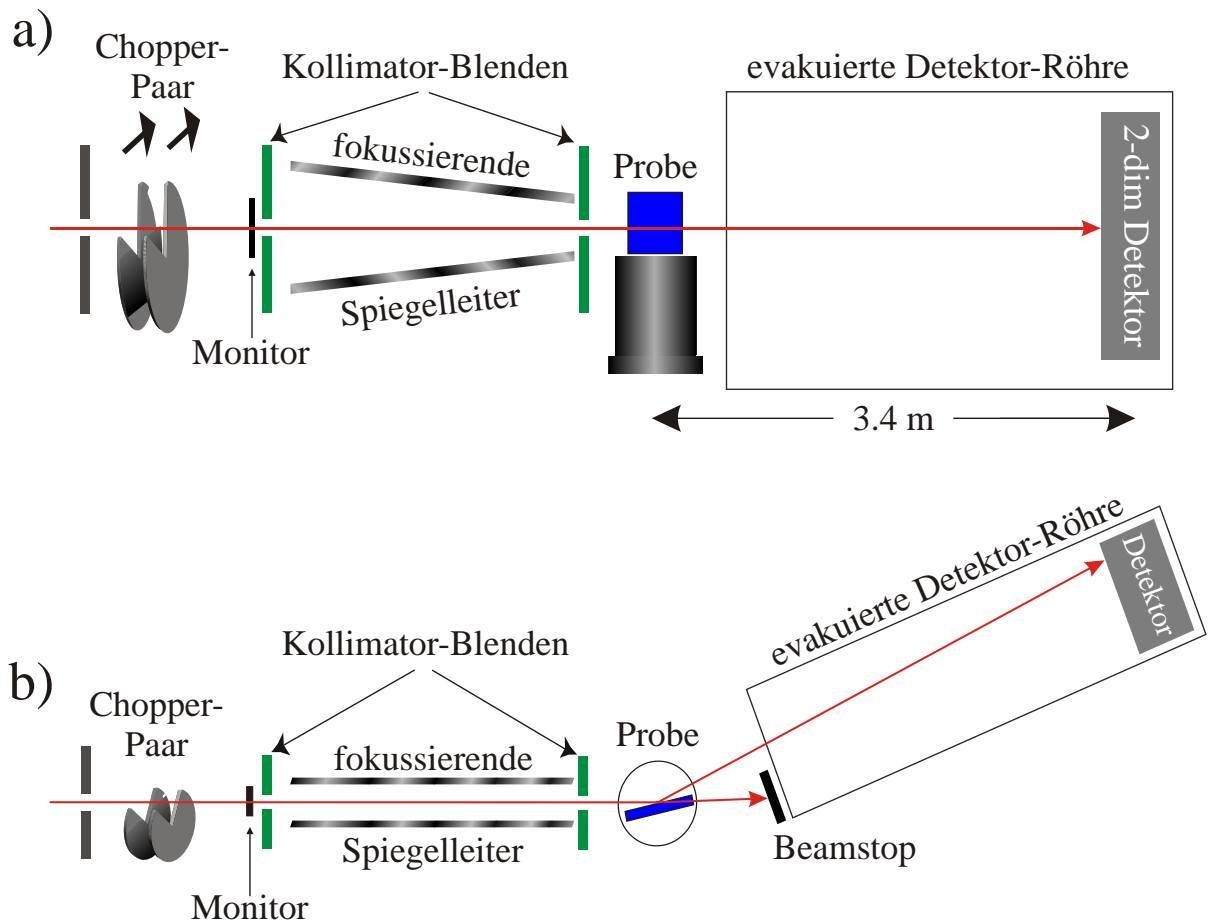 a)
Chopper-
Paar
Kollimator-Blenden
evakuierte Detektor-Röhre
fokussierende
Probe
2-dim Detektor
Spiegelleiter
Monitor
3.4 m
b)
Kollimator-Blenden
evakuierte Detektor-Röhre
Detektor
Chopper-
Paar
fokussierende
Probe
Spiegelleiter
Beamstop
Monitor